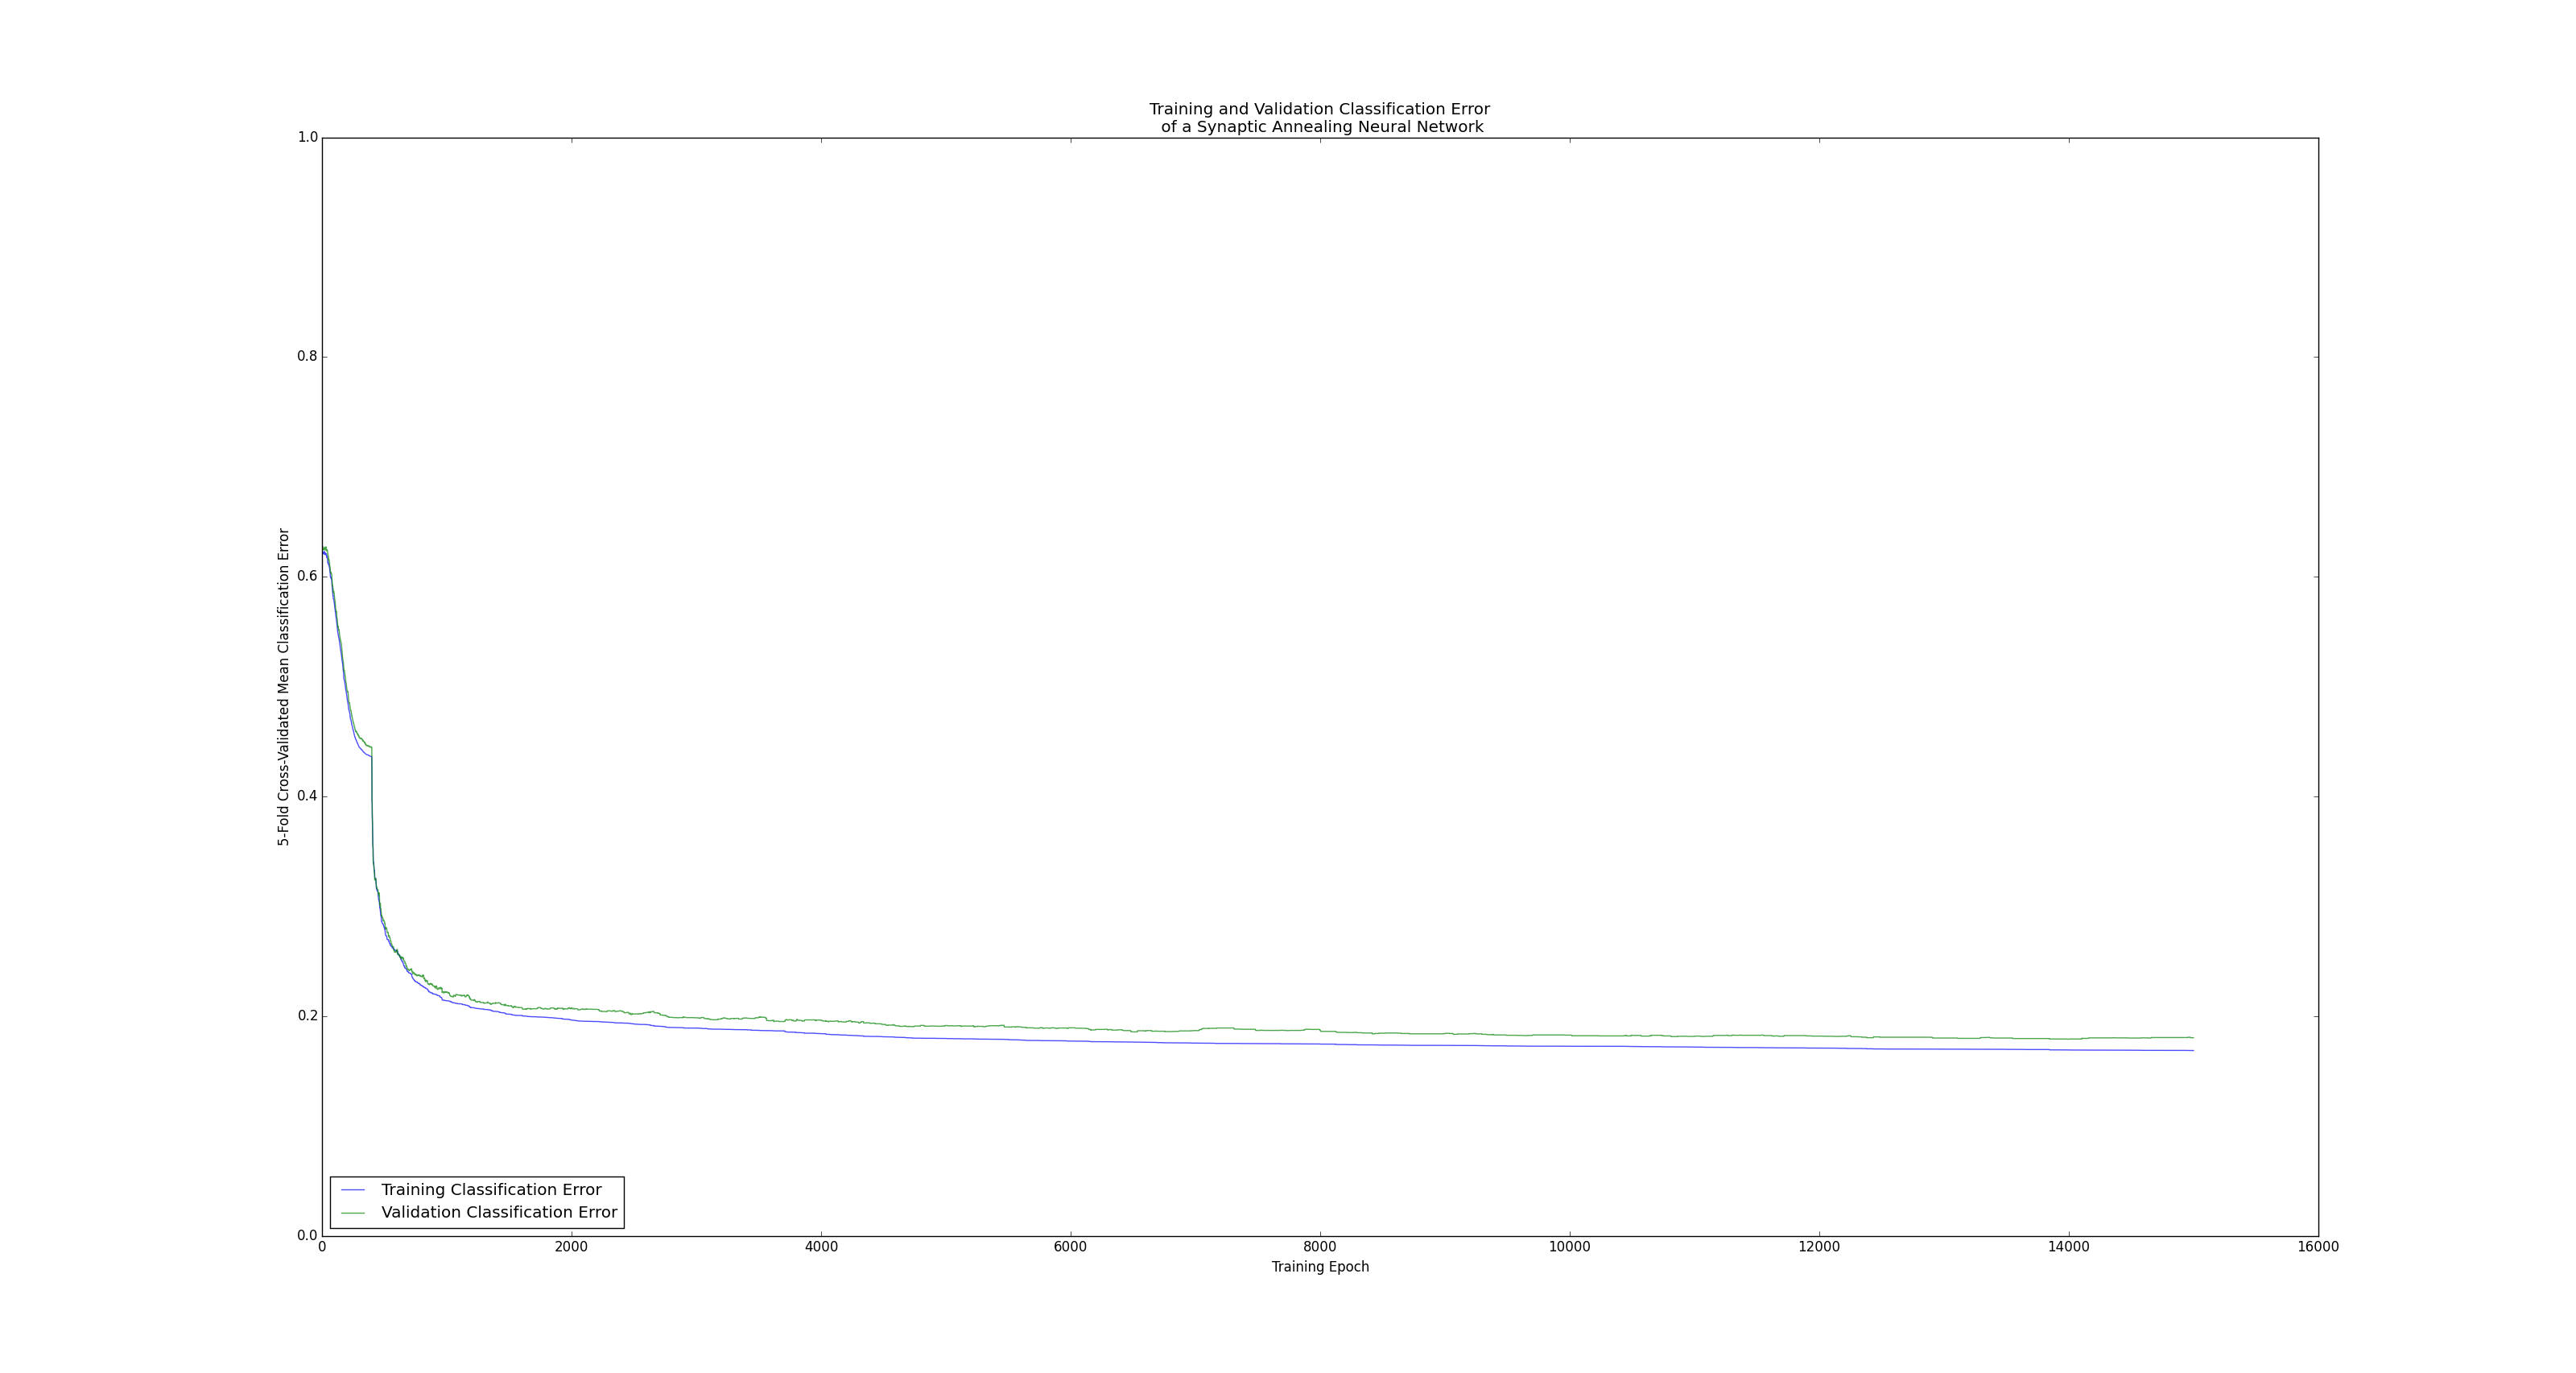 Training and Validation Classification Error
of a Synaptic Annealing Neural Network
5-Fold Cross-Validated Mean Classification Error
1.0
0.8
0.6
0.4
0.2
0.0
Training Classification Error
Validation Classification Error
0 2000 4000 6000 8000 10000 12000 14000 16000
Training Epoch